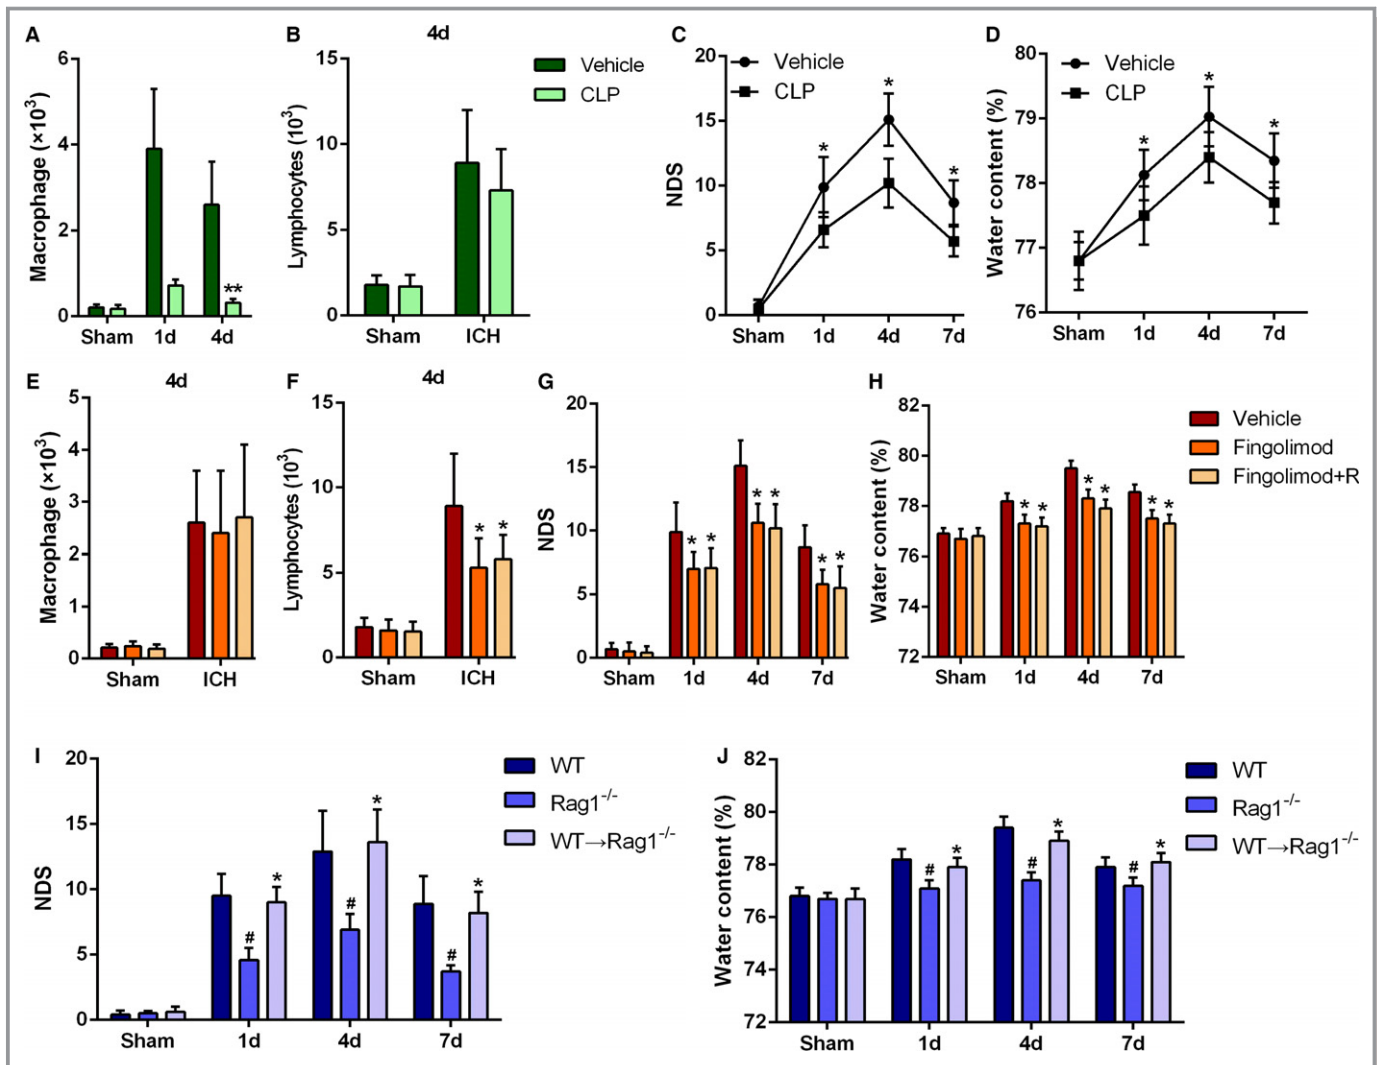 A
Macrophage (×10³)
6
4
2
0
Sham 1d 4d
**
B
4d
Lymphocytes (10³)
15
10
5
0
Sham ICH
Vehicle
CLP
C
NDS
20
15
10
5
0
Vehicle
CLP
* * *
Sham 1d 4d 7d
D
Water content (%)
80
79
78
77
76
Vehicle
CLP
* * *
Sham 1d 4d 7d
E
4d
Macrophage (×10³)
5
4
3
2
1
0
Sham ICH
F
4d
Lymphocytes (10³)
15
10
5
0
* *
Sham ICH
G
NDS
20
15
10
5
0
* * * * * *
Sham 1d 4d 7d
H
Water content (%)
82
80
78
76
74
72
* * * * * *
Sham 1d 4d 7d
Vehicle
Fingolimod
Fingolimod+R
I
NDS
20
15
10
5
0
# * # * # *
Sham 1d 4d 7d
WT
Rag1⁻/⁻
WT→Rag1⁻/⁻
J
Water content (%)
82
80
78
76
74
72
# * # * # *
Sham 1d 4d 7d
WT
Rag1⁻/⁻
WT→Rag1⁻/⁻